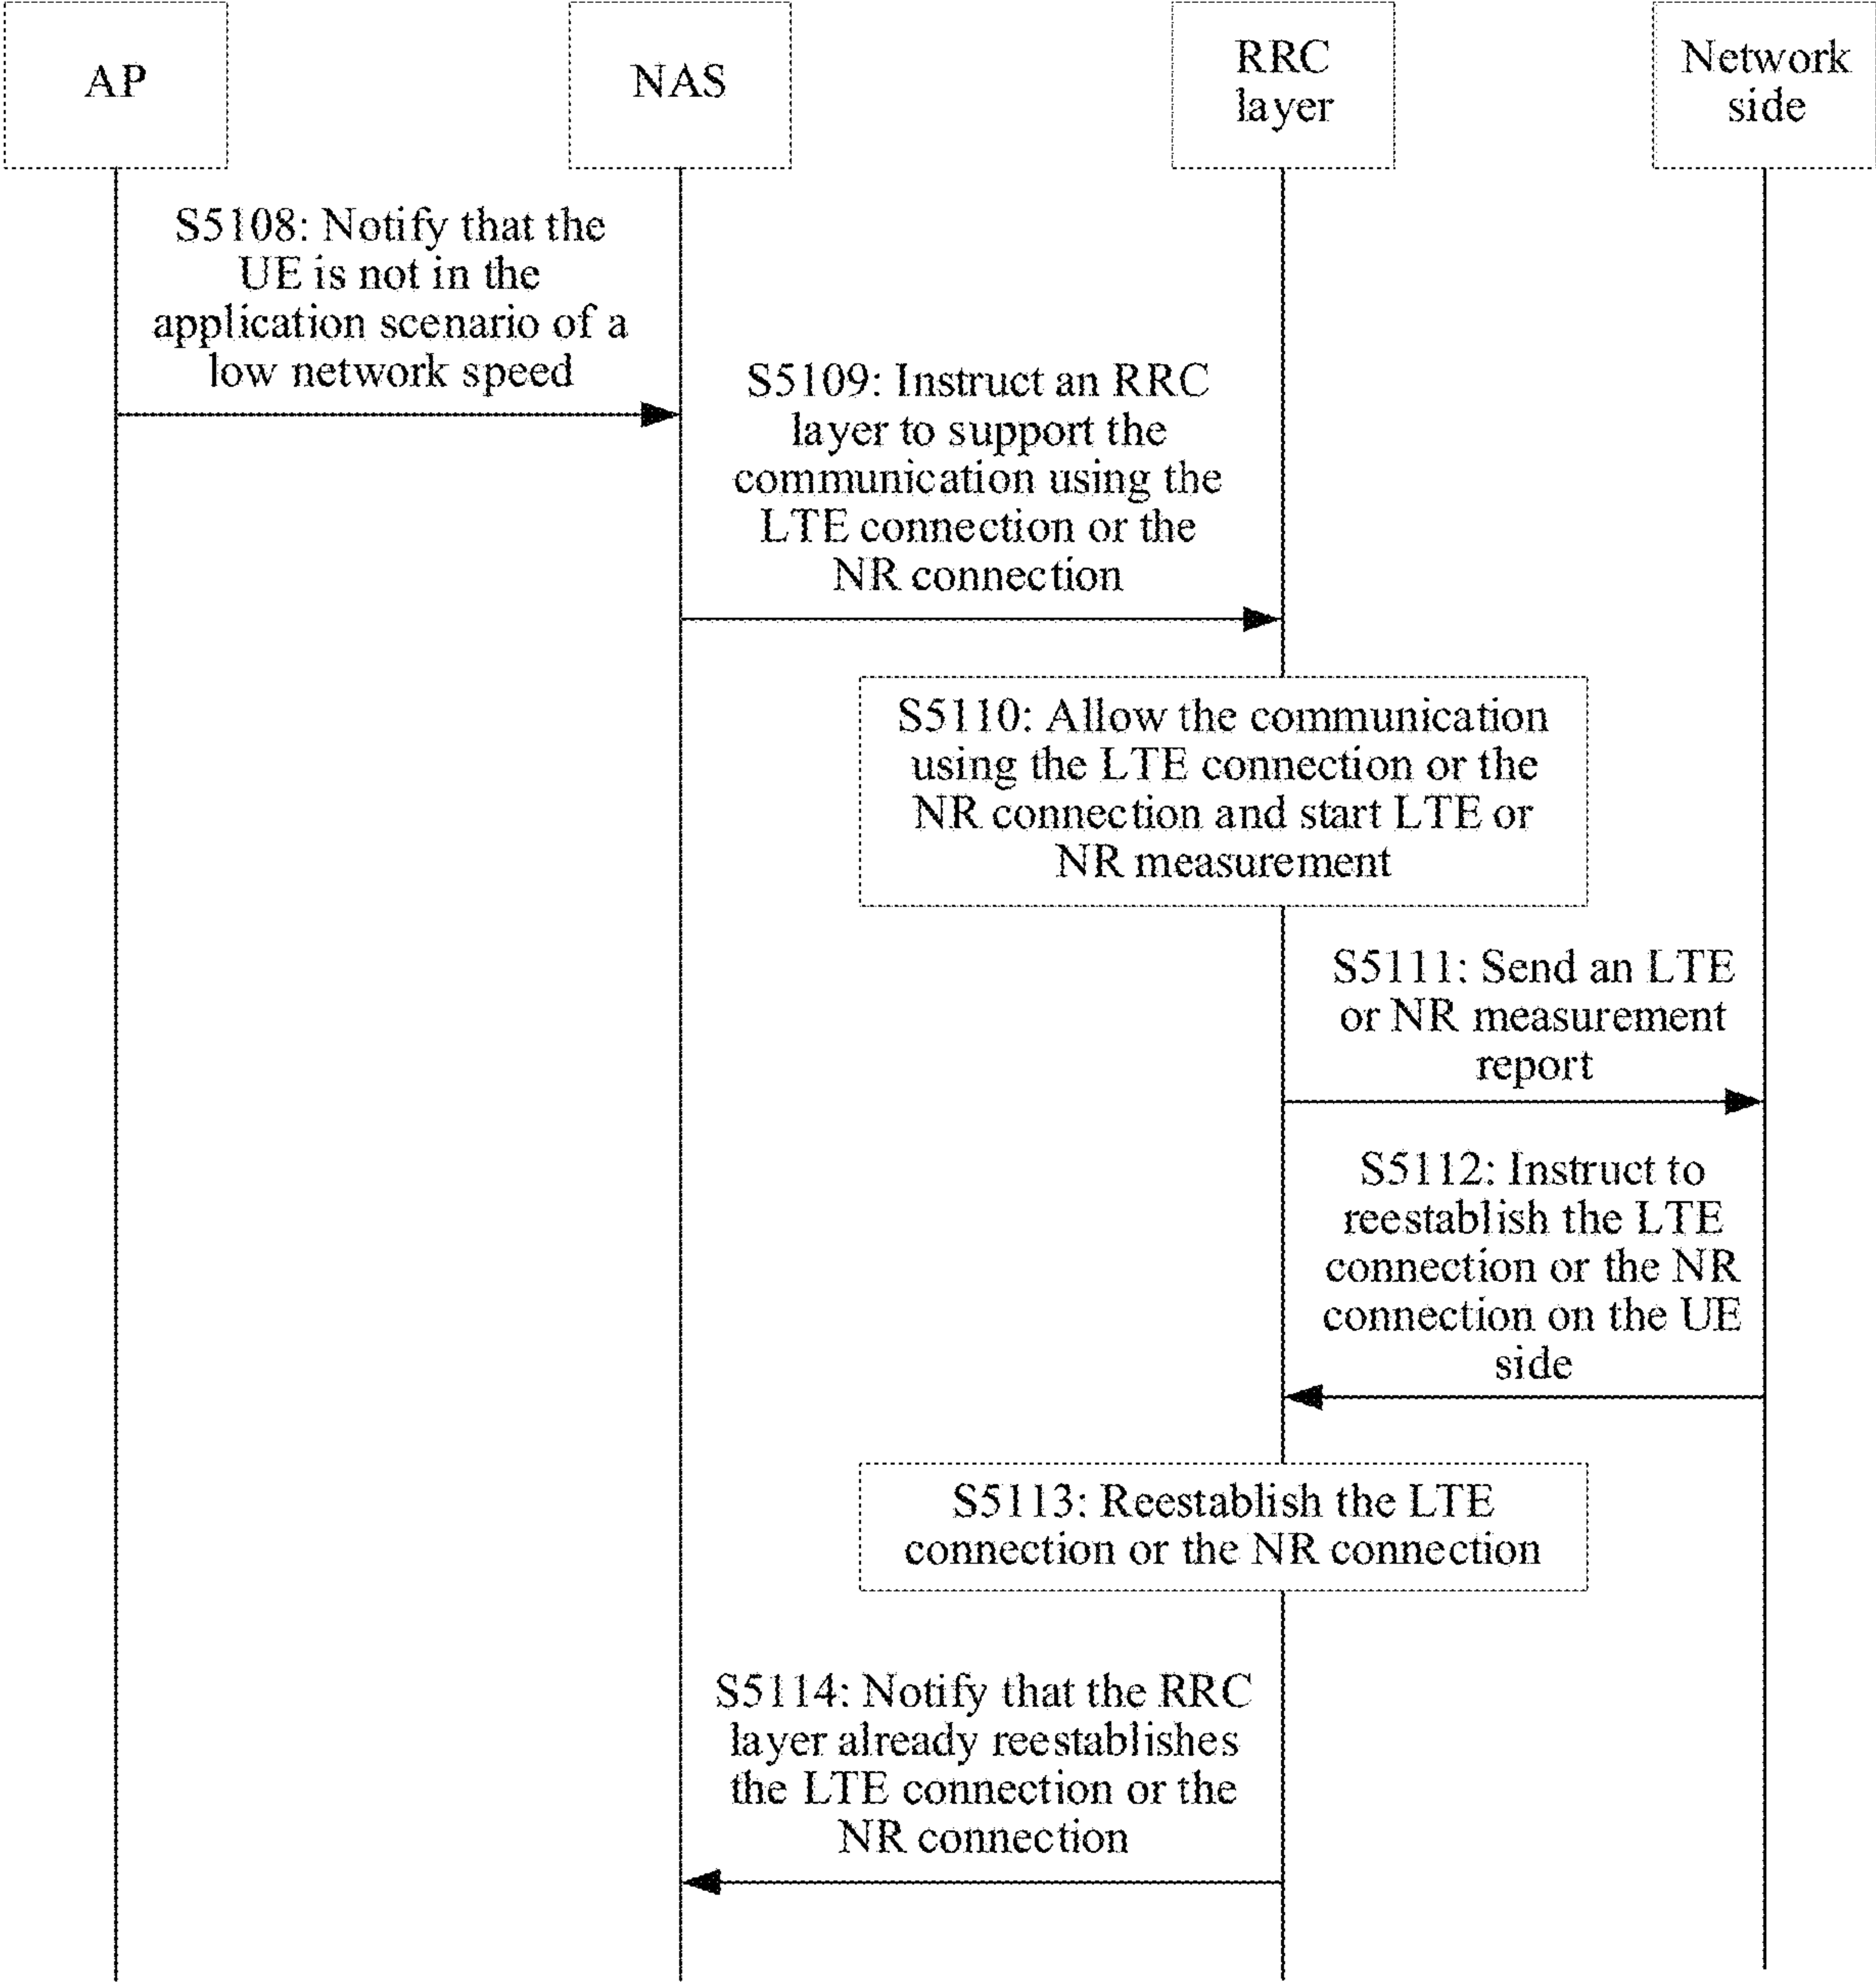 AP
NAS
RRC
layer
Network
side
S5108: Notify that the
UE is not in the
application scenario of a
low network speed
S5109: Instruct an RRC
layer to support the
communication using the
LTE connection or the
NR connection
S5110: Allow the communication
using the LTE connection or the
NR connection and start LTE or
NR measurement
S5111: Send an LTE
or NR measurement
report
S5112: Instruct to
reestablish the LTE
connection or the NR
connection on the UE
side
S5113: Reestablish the LTE
connection or the NR connection
S5114: Notify that the RRC
layer already reestablishes
the LTE connection or the
NR connection